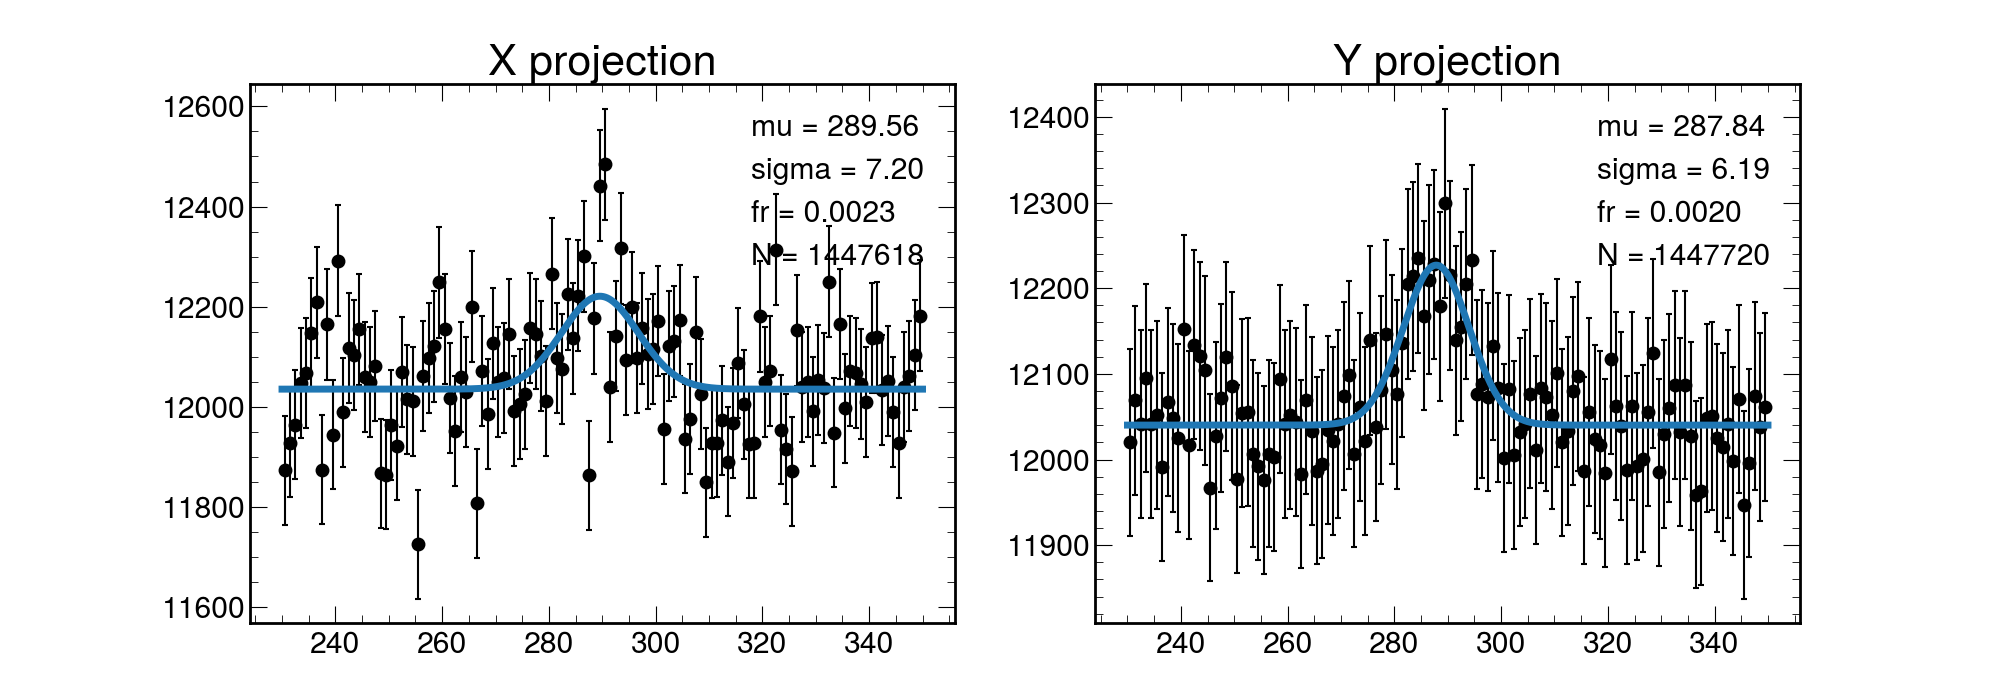 X projection
12600
12400
12200
12000
11800
11600
mu = 289.56
sigma = 7.20
fr = 0.0023
N = 1447618
240 260 280 300 320 340
Y projection
12400
12300
12200
12100
12000
11900
mu = 287.84
sigma = 6.19
fr = 0.0020
N = 1447720
240 260 280 300 320 340